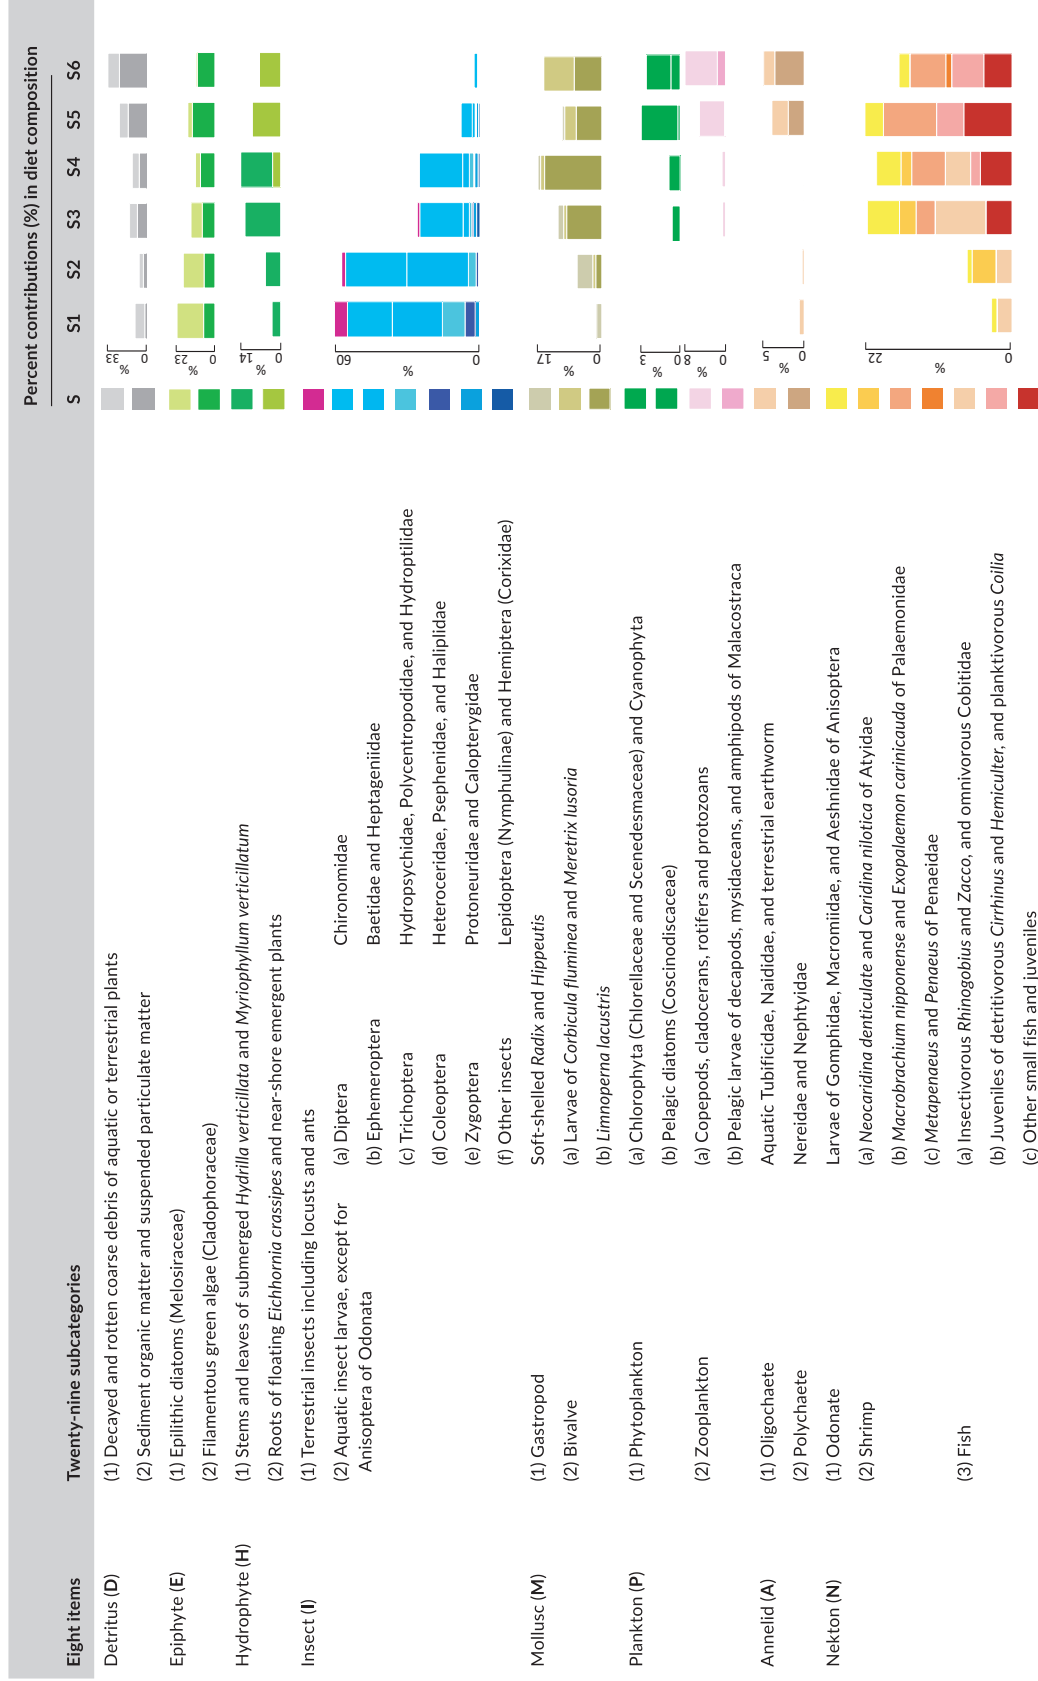 Eight items Twenty-nine subcategories Percent contributions (%) in diet composition
S S1 S2 S3 S4 S5 S6
Detritus (D) (1) Decayed and rotten coarse debris of aquatic or terrestrial plants
(2) Sediment organic matter and suspended particulate matter
% 33 0
Epiphyte (E) (1) Epilithic diatoms (Melosiraceae)
(2) Filamentous green algae (Cladophoraceae)
% 23 0
Hydrophyte (H) (1) Stems and leaves of submerged Hydrilla verticillata and Myriophyllum verticillatum
(2) Roots of floating Eichhornia crassipes and near-shore emergent plants
% 14 0
Insect (I) (1) Terrestrial insects including locusts and ants
(2) Aquatic insect larvae, except for (a) Diptera Chironomidae
Anisoptera of Odonata (b) Ephemeroptera Baetidae and Heptageniidae
(c) Trichoptera Hydropsychidae, Polycentropodidae, and Hydroptilidae
(d) Coleoptera Heteroceridae, Psephenidae, and Haliplidae
(e) Zygoptera Protoneuridae and Calopterygidae
(f) Other insects Lepidoptera (Nymphulinae) and Hemiptera (Corixidae)
% 60 0
Mollusc (M) (1) Gastropod Soft-shelled Radix and Hippeutis
(2) Bivalve (a) Larvae of Corbicula fluminea and Meretrix lusoria
(b) Limnoperna lacustris
% 17 0
Plankton (P) (1) Phytoplankton (a) Chlorophyta (Chlorellaceae and Scenedesmaceae) and Cyanophyta
(b) Pelagic diatoms (Coscinodiscaceae)
% 3 0
(2) Zooplankton (a) Copepods, cladocerans, rotifers and protozoans
(b) Pelagic larvae of decapods, mysidaceans, and amphipods of Malacostraca
% 8 0
Annelid (A) (1) Oligochaete Aquatic Tubificidae, Naididae, and terrestrial earthworm
(2) Polychaete Nereidae and Nephtyidae
% 5 0
Nekton (N) (1) Odonate Larvae of Gomphidae, Macromiidae, and Aeshnidae of Anisoptera
(2) Shrimp (a) Neocaridina denticulate and Caridina nilotica of Atyidae
(b) Macrobrachium nipponense and Exopalaemon carinicauda of Palaemonidae
(c) Metapenaeus and Penaeus of Penaeidae
(3) Fish (a) Insectivorous Rhinogobius and Zacco, and omnivorous Cobitidae
(b) Juveniles of detritivorous Cirrhinus and Hemiculter, and planktivorous Coilia
(c) Other small fish and juveniles
% 22 0